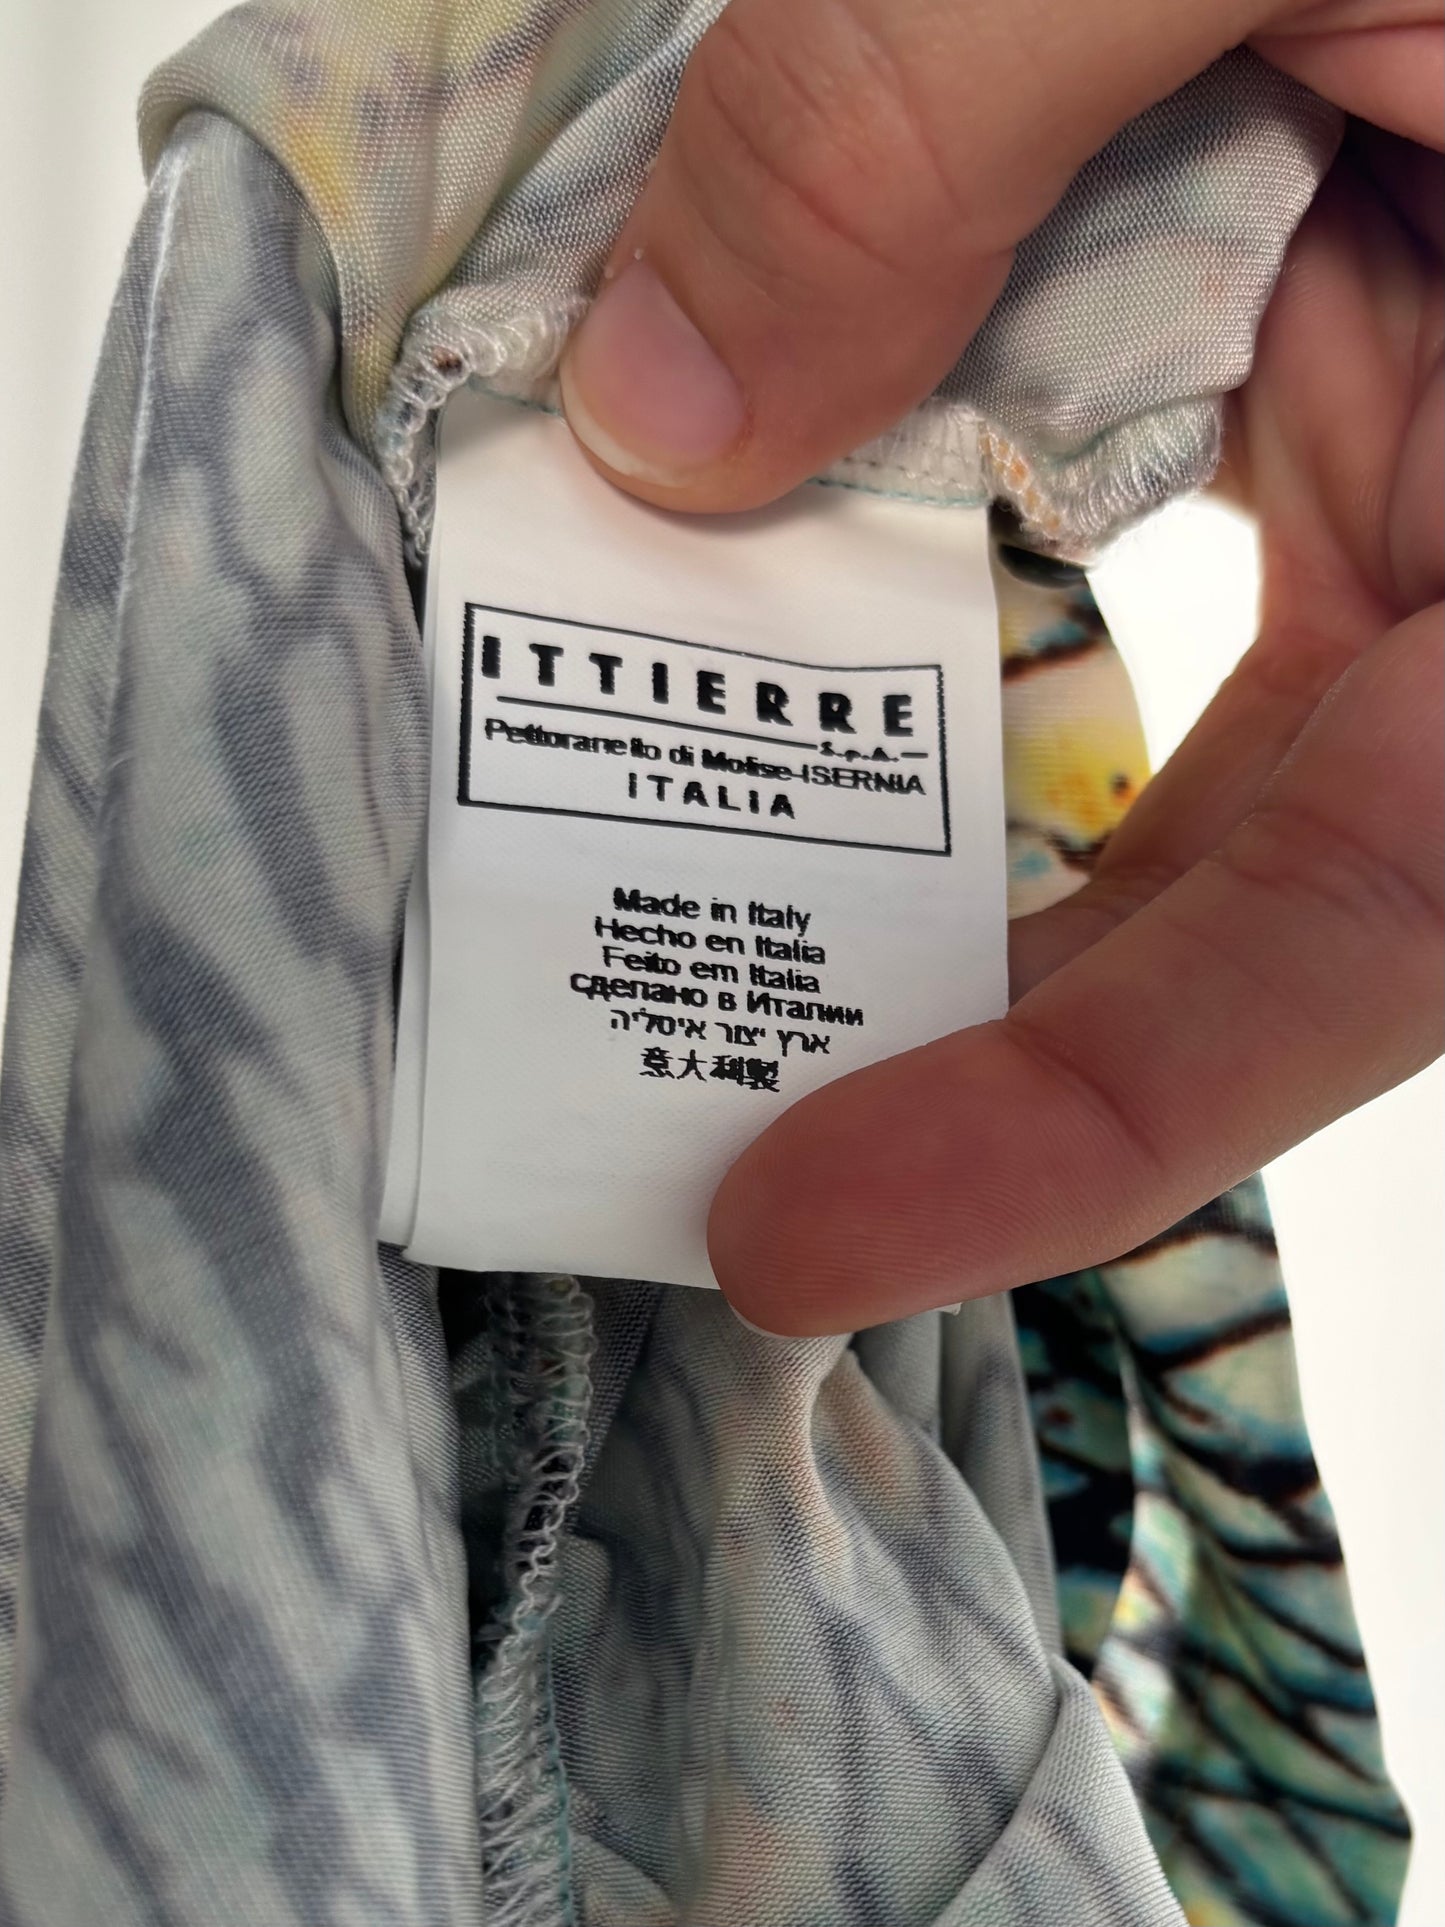 ITTIERRE
S.p.A.
Pettoranello di Molise-ISERNIA
ITALIA
Made in Italy
Hecho en Italia
Feito em Italia
сделано в Италии
ארץ יצור איטליה
意大利製